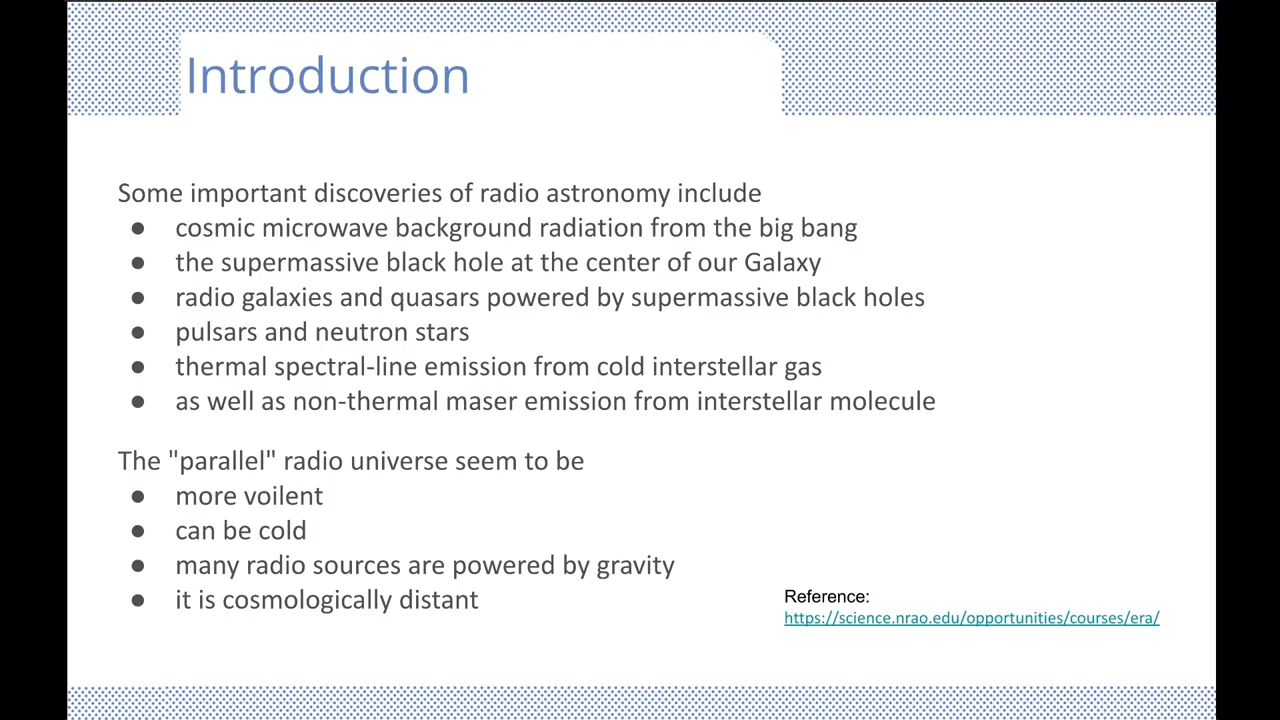 Introduction
Some important discoveries of radio astronomy include
● cosmic microwave background radiation from the big bang
● the supermassive black hole at the center of our Galaxy
● radio galaxies and quasars powered by supermassive black holes
● pulsars and neutron stars
● thermal spectral-line emission from cold interstellar gas
● as well as non-thermal maser emission from interstellar molecule
The "parallel" radio universe seem to be
● more voilent
● can be cold
● many radio sources are powered by gravity
● it is cosmologically distant
Reference:
https://science.nrao.edu/opportunities/courses/era/